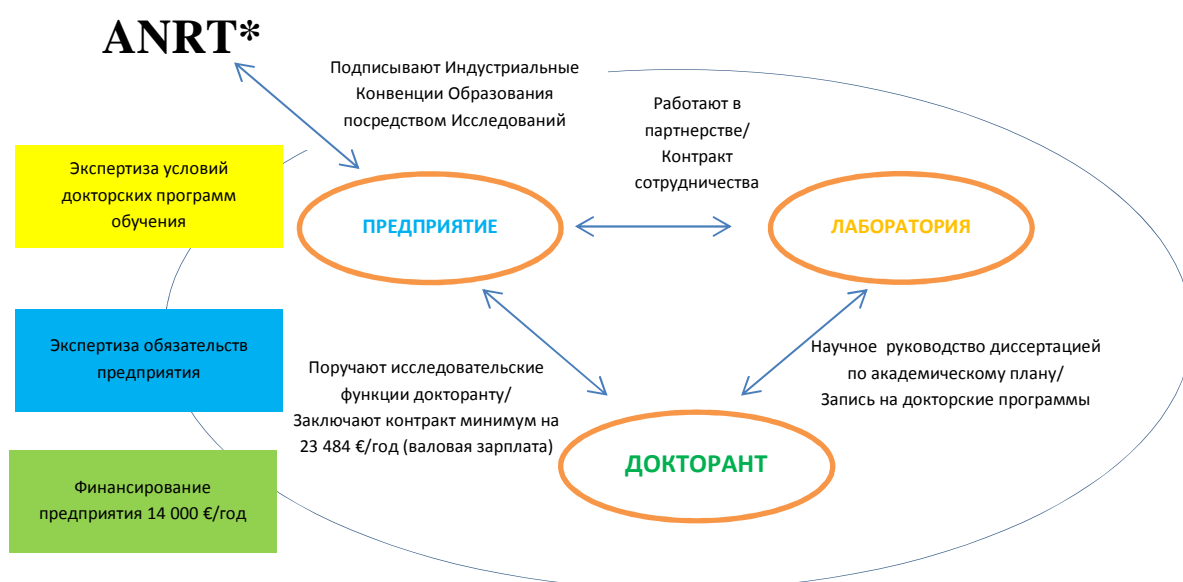 ANRT*
Подписывают Индустриальные
Конвенции Образования
посредством Исследований
Работают в
партнерстве/
Контракт
сотрудничества
Экспертиза условий
докторских программ
обучения
ПРЕДПРИЯТИЕ
ЛАБОРАТОРИЯ
Экспертиза обязательств
предприятия
Поручают исследовательские
функции докторанту/
Заключают контракт минимум на
23 484 €/год (валовая зарплата)
Научное руководство диссертацией
по академическому плану/
Запись на докторские программы
ДОКТОРАНТ
Финансирование
предприятия 14 000 €/год